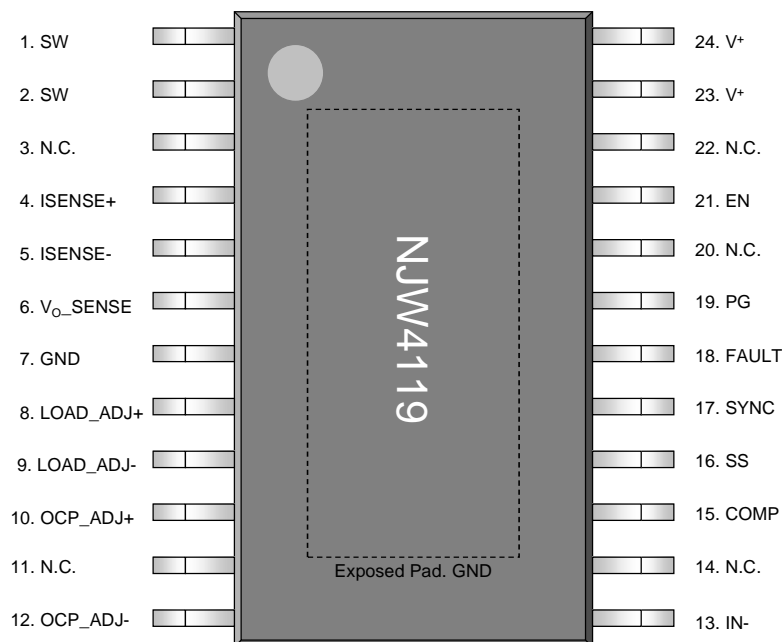 1. SW
2. SW
3. N.C.
4. ISENSE+
5. ISENSE-
6. VO_SENSE
7. GND
8. LOAD_ADJ+
9. LOAD_ADJ-
10. OCP_ADJ+
11. N.C.
12. OCP_ADJ-
NJW4119
Exposed Pad. GND
24. V+
23. V+
22. N.C.
21. EN
20. N.C.
19. PG
18. FAULT
17. SYNC
16. SS
15. COMP
14. N.C.
13. IN-